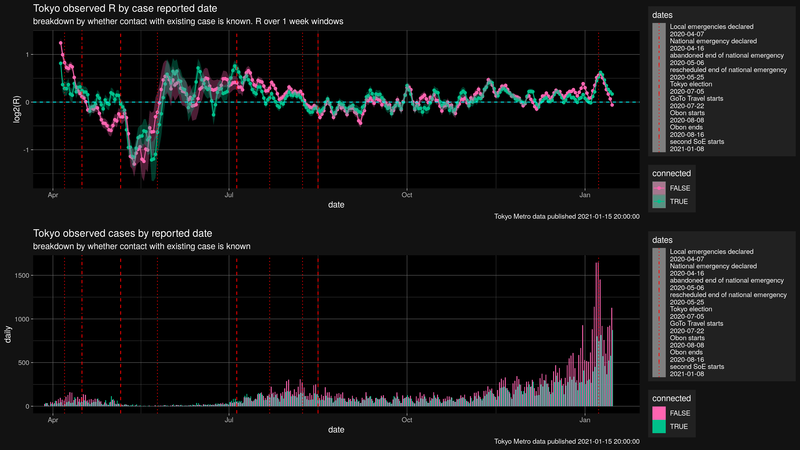 Tokyo observed R by case reported date
breakdown by whether contact with existing case is known. R over 1 week windows
log2(R)
1
0
-1
Apr
Jul
Oct
Jan
date
Tokyo Metro data published 2021-01-15 20:00:00
dates
Local emergencies declared
2020-04-07
National emergency declared
2020-04-16
abandoned end of national emergency
2020-05-06
rescheduled end of national emergency
2020-05-25
Tokyo election
2020-07-05
GoTo Travel starts
2020-07-22
Obon starts
2020-08-08
Obon ends
2020-08-16
second SoE starts
2021-01-08
connected
FALSE
TRUE
Tokyo observed cases by reported date
breakdown by whether contact with existing case is known
daily
1500
1000
500
0
Apr
Jul
Oct
Jan
date
Tokyo Metro data published 2021-01-15 20:00:00
dates
Local emergencies declared
2020-04-07
National emergency declared
2020-04-16
abandoned end of national emergency
2020-05-06
rescheduled end of national emergency
2020-05-25
Tokyo election
2020-07-05
GoTo Travel starts
2020-07-22
Obon starts
2020-08-08
Obon ends
2020-08-16
second SoE starts
2021-01-08
connected
FALSE
TRUE